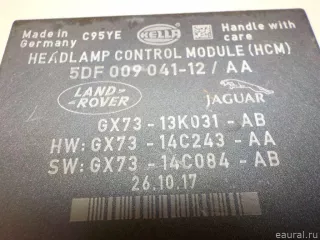 Made in Germany
C95YE
HELLA
Handle with care
HEADLAMP CONTROL MODULE (HCM)
5DF 009 041-12 / AA
LAND ROVER
JAGUAR
GX73 - 13K031 - AB
HW: GX73 - 14C243 - AA
SW: GX73 - 14C084 - AB
26.10.17
eaural.ru